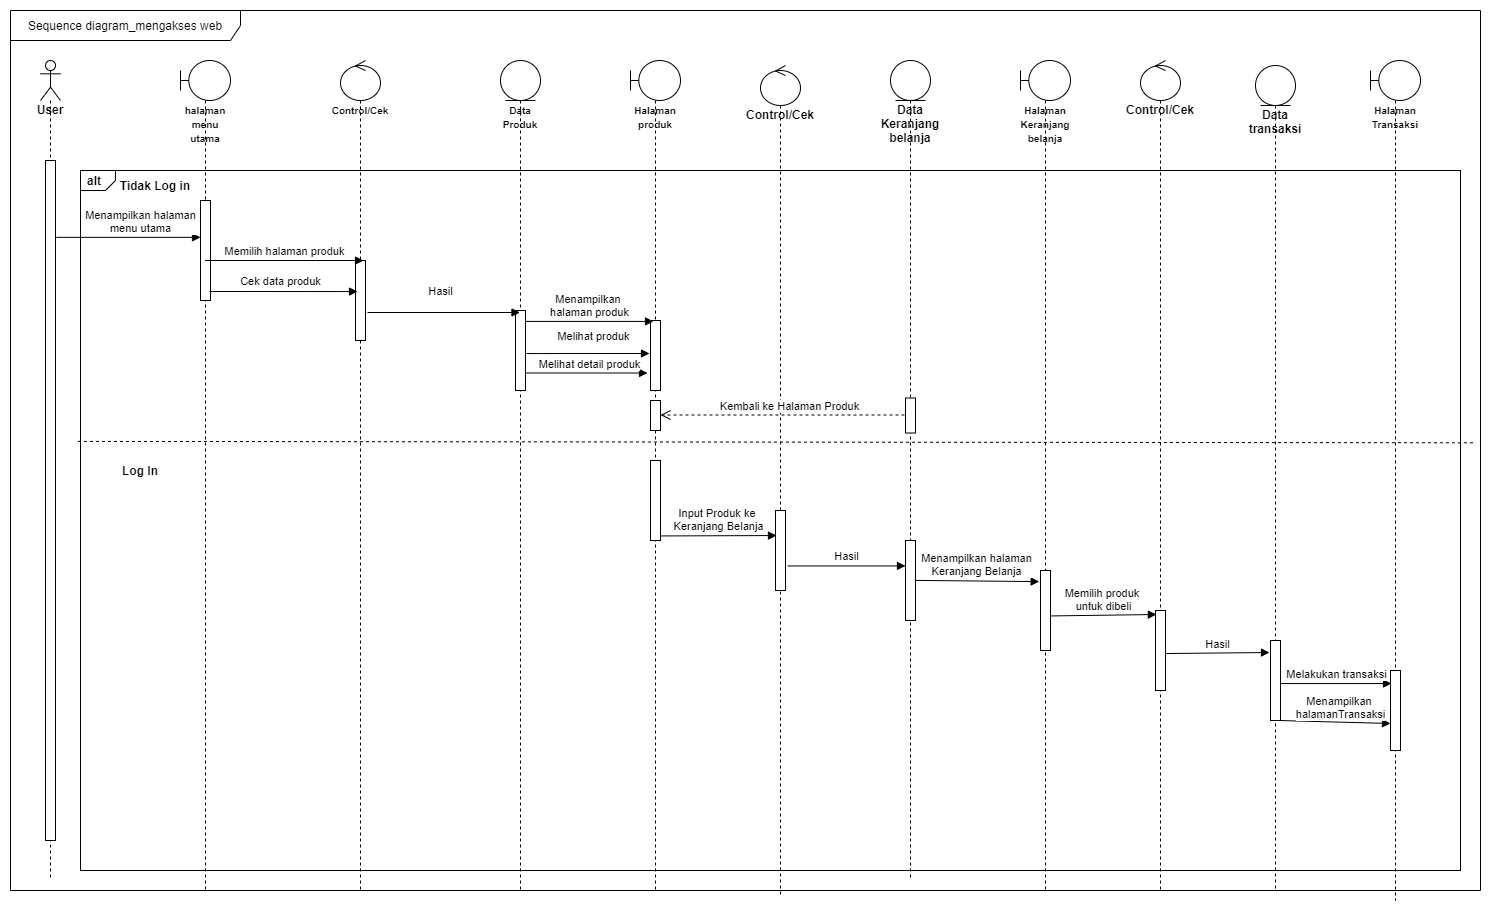 Sequence diagram_mengakses web
User
halaman
menu
utama
Control/Cek
Data
Produk
Halaman
produk
Control/Cek
Data
Keranjang
belanja
Halaman
Keranjang
belanja
Control/Cek
Data
transaksi
Halaman
Transaksi
alt
Tidak Log in
Menampilkan halaman
menu utama
Memilih halaman produk
Cek data produk
Hasil
Menampilkan
halaman produk
Melihat produk
Melihat detail produk
Kembali ke Halaman Produk
Log In
Input Produk ke
Keranjang Belanja
Hasil
Menampilkan halaman
Keranjang Belanja
Memilih produk
untuk dibeli
Hasil
Melakukan transaksi
Menampilkan
halamanTransaksi